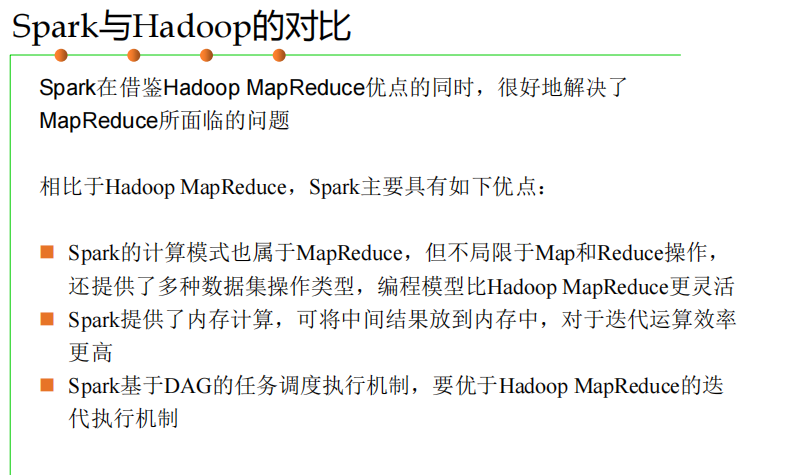 Spark与Hadoop的对比
Spark在借鉴Hadoop MapReduce优点的同时，很好地解决了
MapReduce所面临的问题
相比于Hadoop MapReduce，Spark主要具有如下优点：
Spark的计算模式也属于MapReduce，但不局限于Map和Reduce操作，
还提供了多种数据集操作类型，编程模型比Hadoop MapReduce更灵活
Spark提供了内存计算，可将中间结果放到内存中，对于迭代运算效率
更高
Spark基于DAG的任务调度执行机制，要优于Hadoop MapReduce的迭
代执行机制